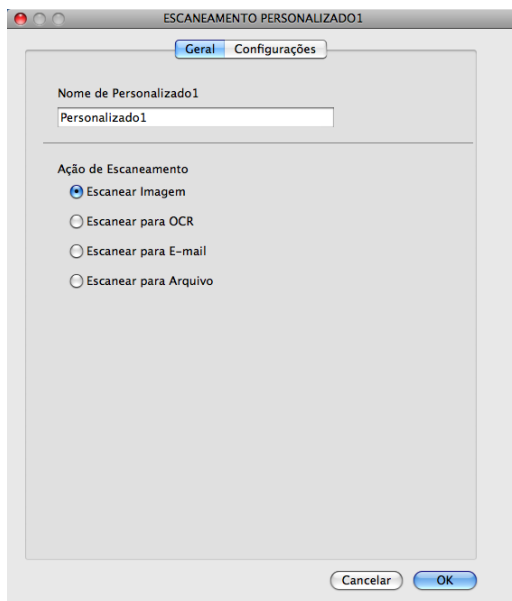 ESCANEAMENTO PERSONALIZADO1
Geral Configurações
Nome de Personalizado1
Personalizado1
Ação de Escaneamento
Escanear Imagem
Escanear para OCR
Escanear para E-mail
Escanear para Arquivo
Cancelar OK